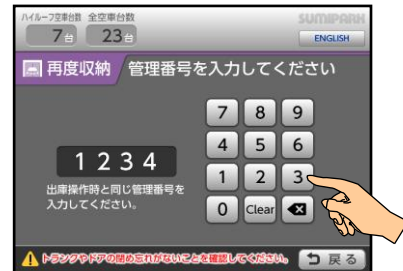 ハイルーフ空車台数 全空車台数
7台 23台
SUMIPARK
ENGLISH
再度収納 管理番号を入力してください
7 8 9
4 5 6
1 2 3
0 Clear
1 2 3 4
出庫操作時と同じ管理番号を
入力してください。
トランクやドアの閉め忘れがないことを確認してください。
戻る